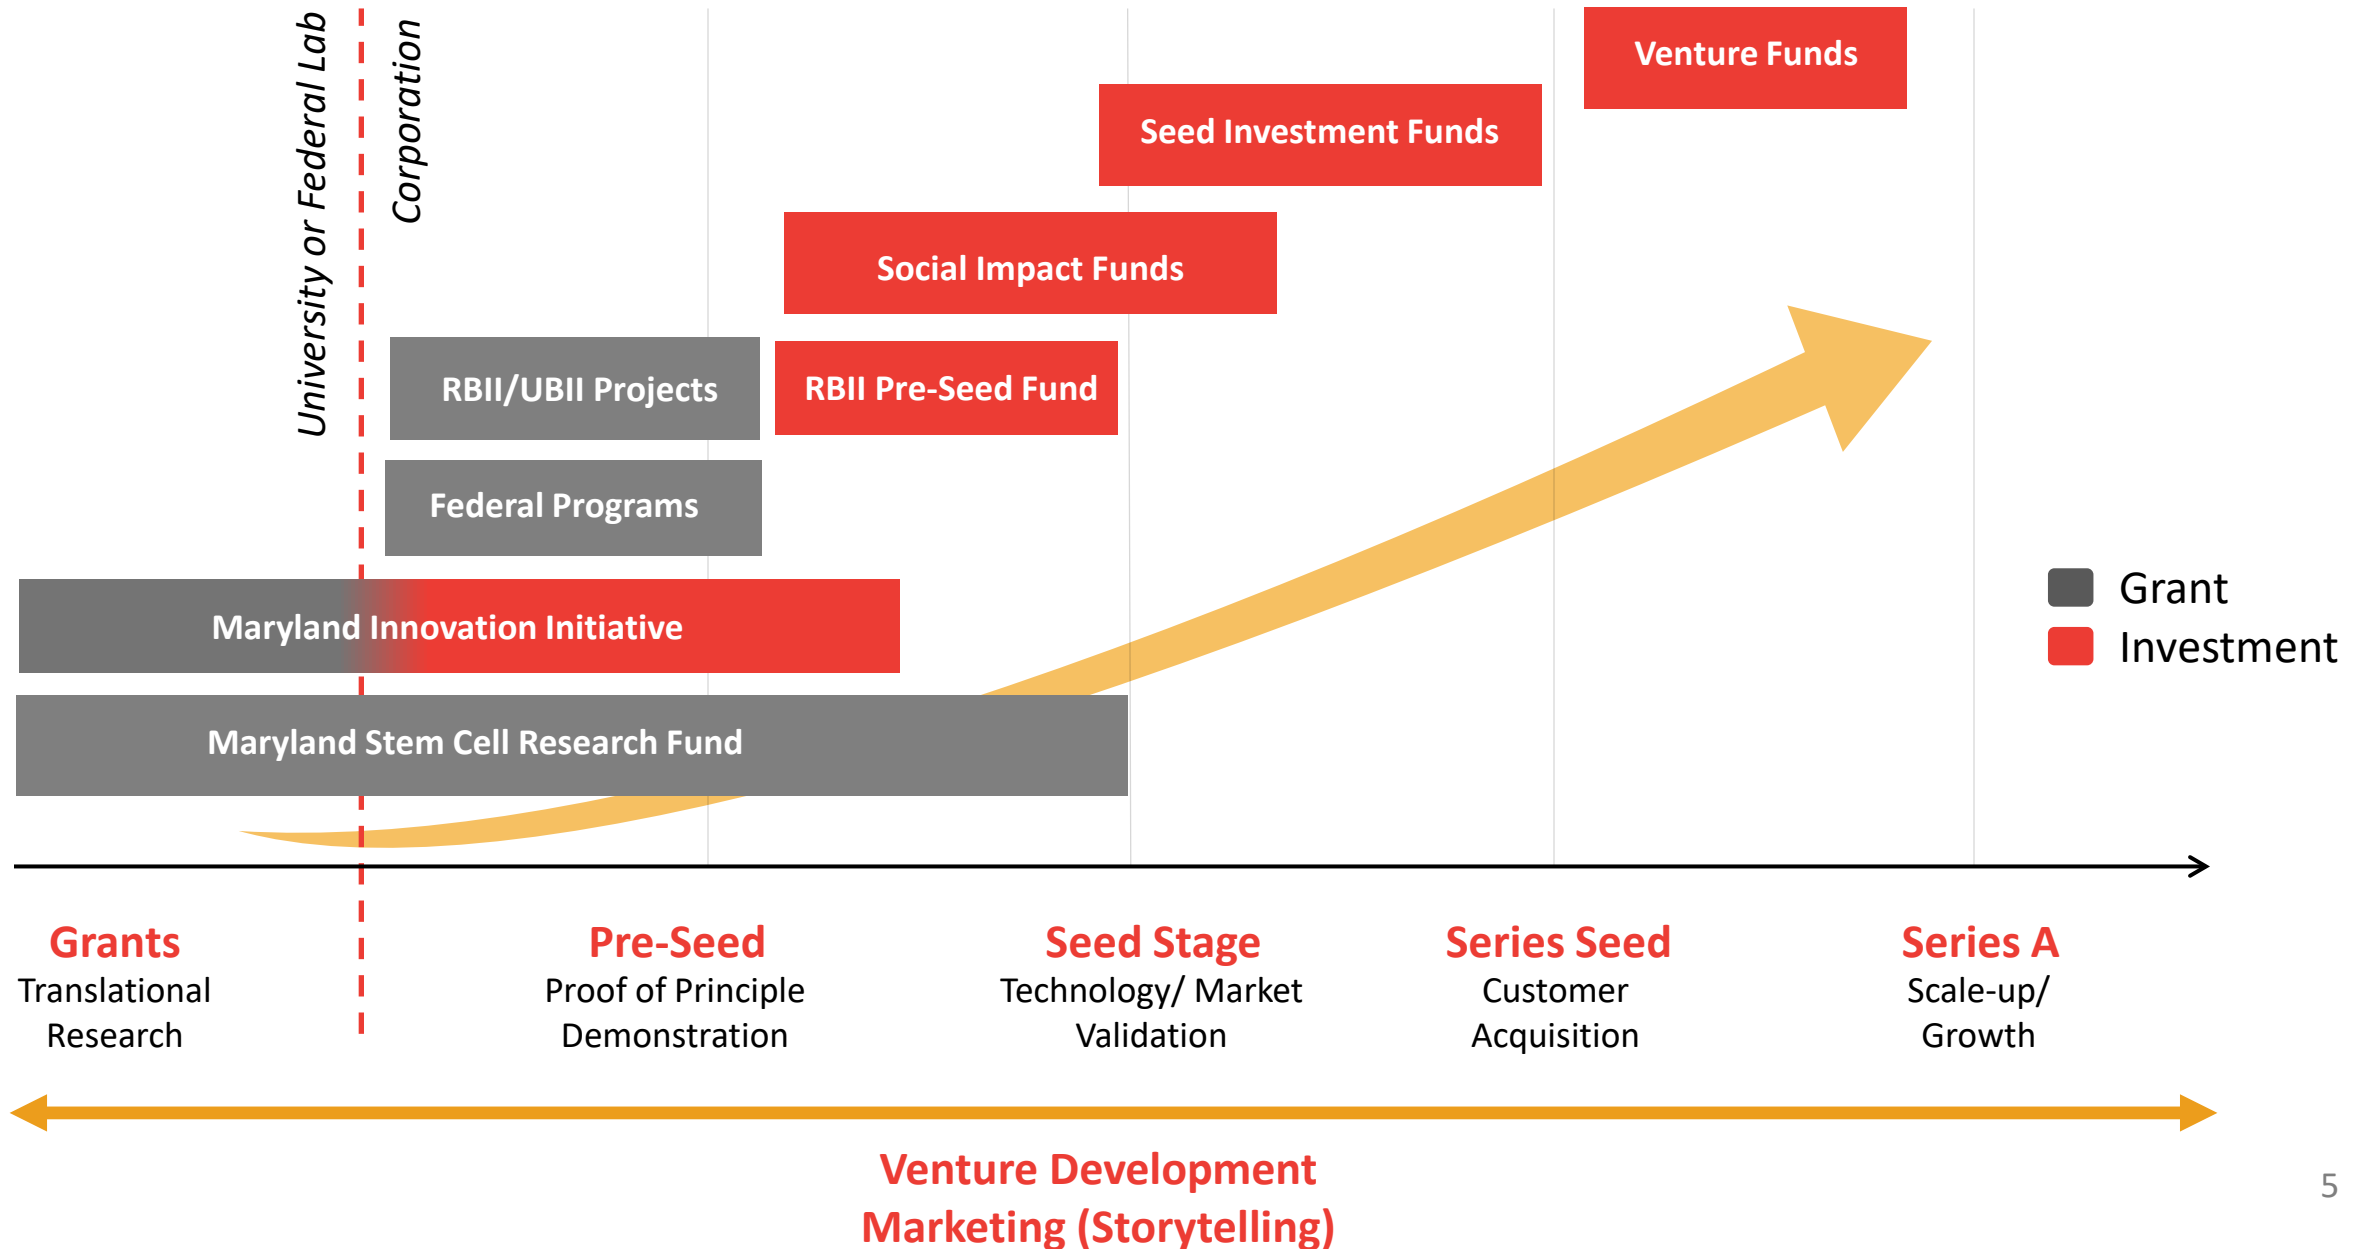 University or Federal Lab
Corporation
Venture Funds
Seed Investment Funds
Social Impact Funds
RBII/UBII Projects
RBII Pre-Seed Fund
Federal Programs
Maryland Innovation Initiative
Maryland Stem Cell Research Fund
Grant
Investment
Grants
Translational
Research
Pre-Seed
Proof of Principle
Demonstration
Seed Stage
Technology/ Market
Validation
Series Seed
Customer
Acquisition
Series A
Scale-up/
Growth
Venture Development
Marketing (Storytelling)
5